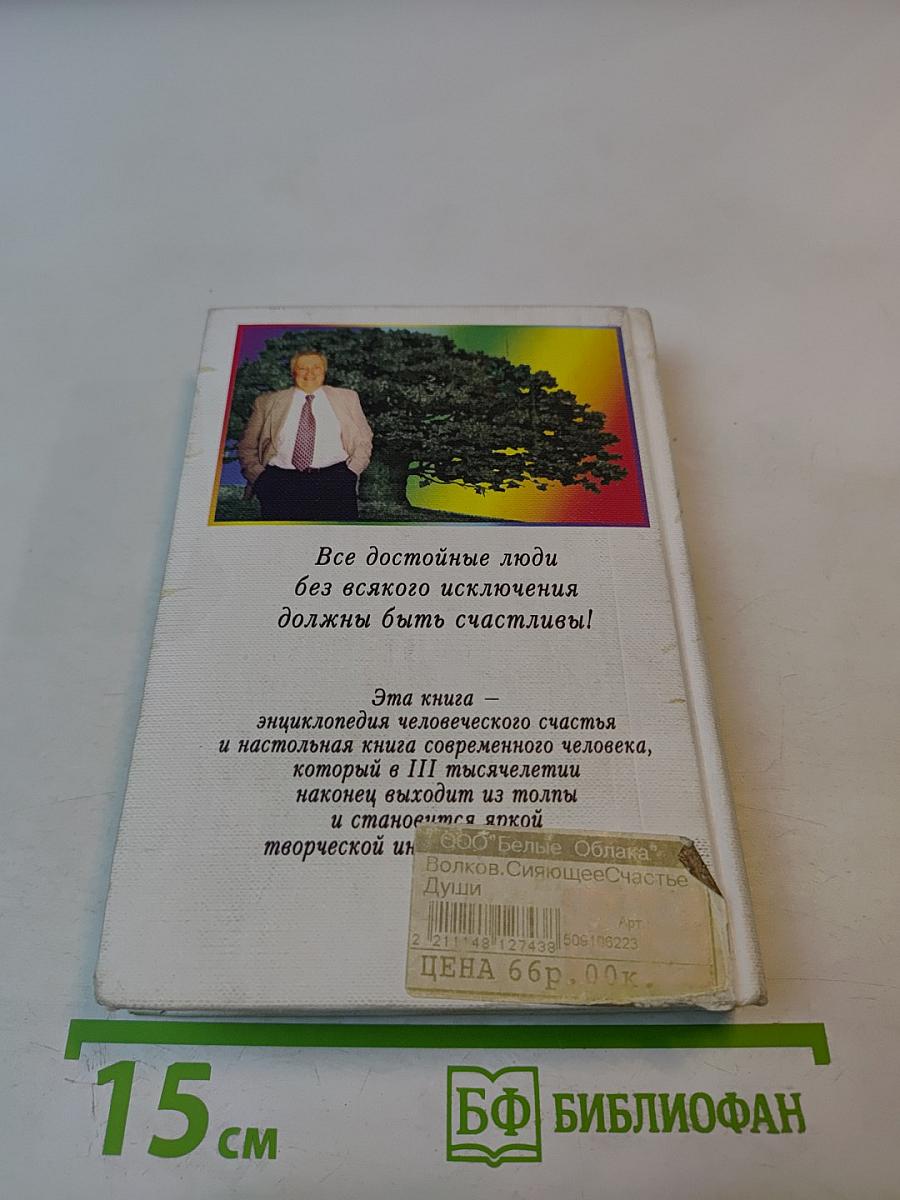 Все достойные люди
без всякого исключения
должны быть счастливы!
Эта книга –
энциклопедия человеческого счастья
и настольная книга современного человека,
который в III тысячелетии
наконец выходит из толпы
и становится яркой
творческой ин
"ООО"Белые Облака"
Волков.СияющееСчастье
Души
Арт.
2 211148 127438 509106223
ЦЕНА 66р.00к.
15 см
БФ БИБЛИОФАН